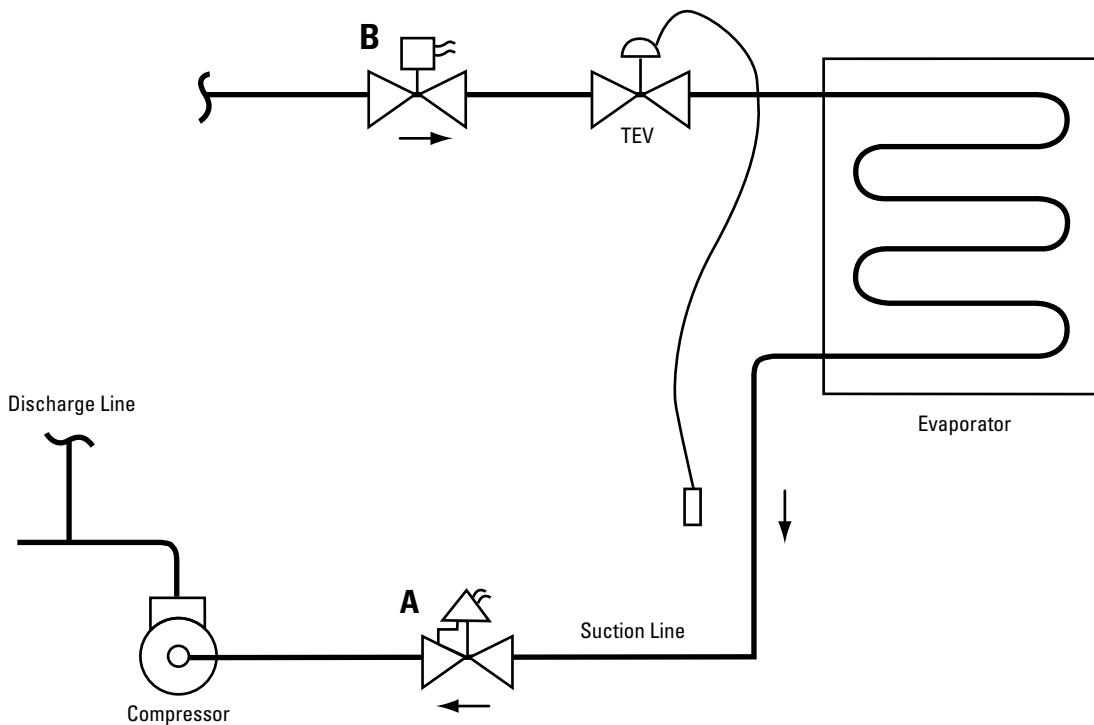 B
TEV
Discharge Line
Evaporator
A
Suction Line
Compressor